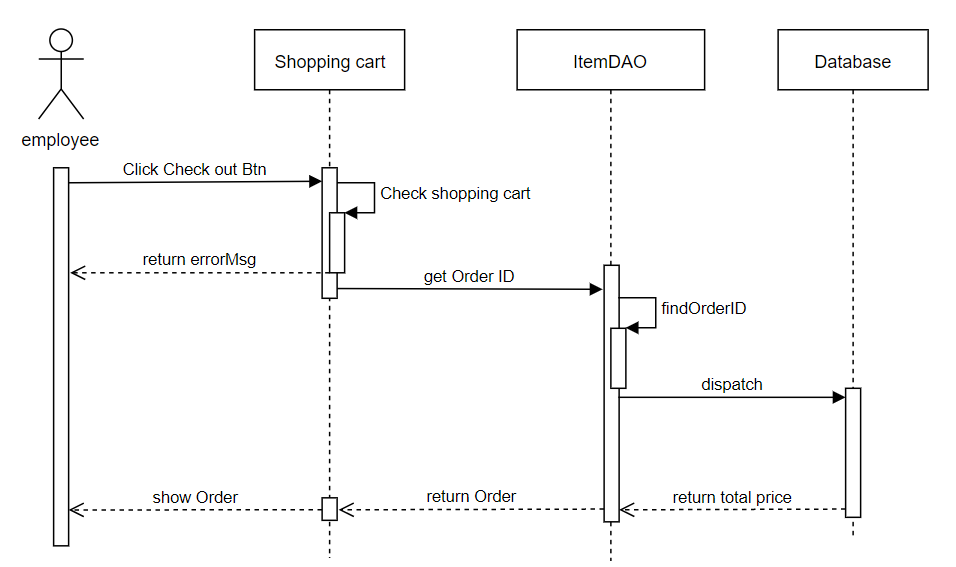 Shopping cart
ItemDAO
Database
employee
Click Check out Btn
Check shopping cart
return errorMsg
get Order ID
findOrderID
dispatch
show Order
return Order
return total price